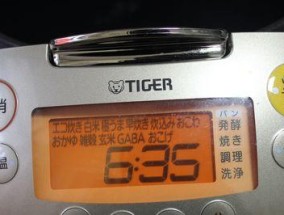 TIGER
消
温
エコ炊き 白米 極うま 早炊き 炊込み おこわ
おかゆ 雑穀 玄米 GABA おこげ
6:35
パン
発酵
焼き
調理
洗浄